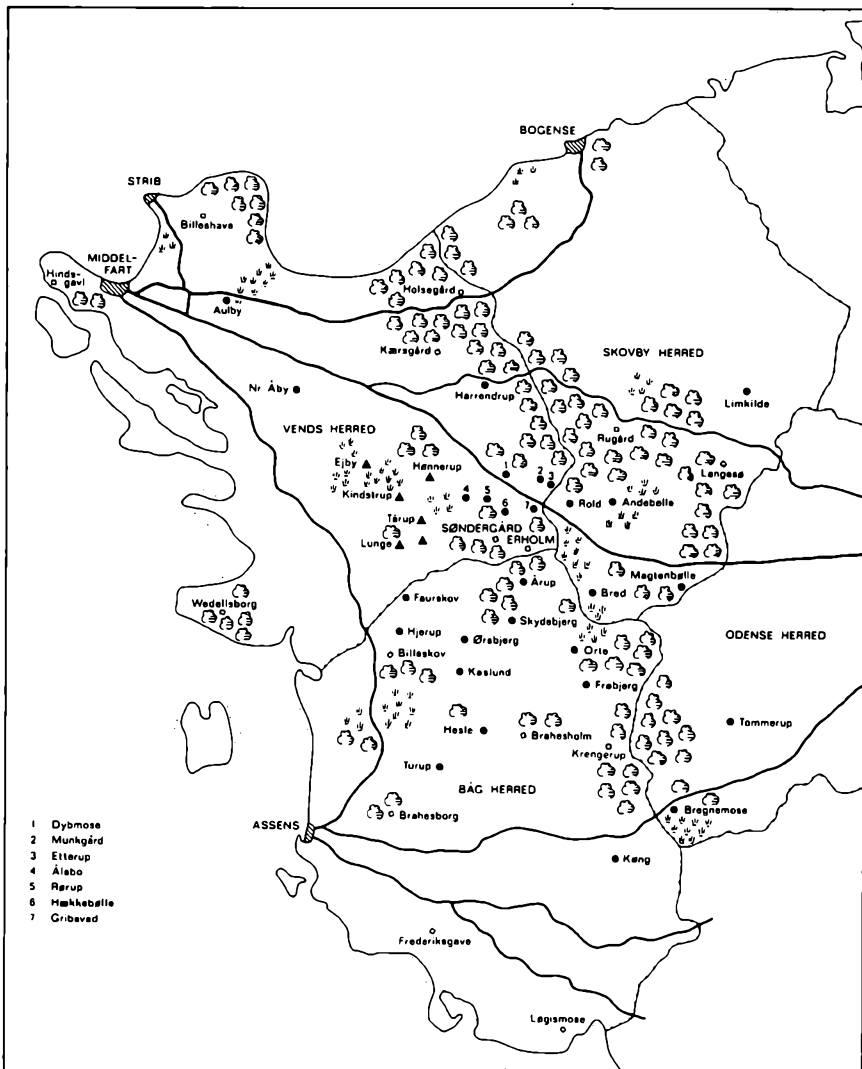 BOGENSE
STRIB
Billeshave
MIDDEL-
FART
Hinds-
gavl
Holsegård
Aulby
Kærsgård
SKOVBY HERRED
Nr. Åby
Harrendrup
Limkilde
VENDS HERRED
Rugård
Ejby
Hønnerup
Langesø
1
2
3
Kindstrup
4
5
Rold
Andebølle
6
7
Tårup
SØNDERGÅRD
ERHOLM
Lunge
Magtenbølle
Årup
Bred
Wedellsborg
Faurskov
Skydebjerg
ODENSE HERRED
Hjerup
Ørsbjerg
Orte
Billeskov
Køslund
Frøbjerg
Tommerup
Hesle
Brahesholm
Krengerup
Turup
BÅG HERRED
Bregnemose
Brahesborg
ASSENS
Køng
1 Dybmose
2 Munkgård
3 Etterup
4 Ålebo
5 Rørup
6 Hækkebølle
7 Gribsvad
Frederiksgave
Løgismose